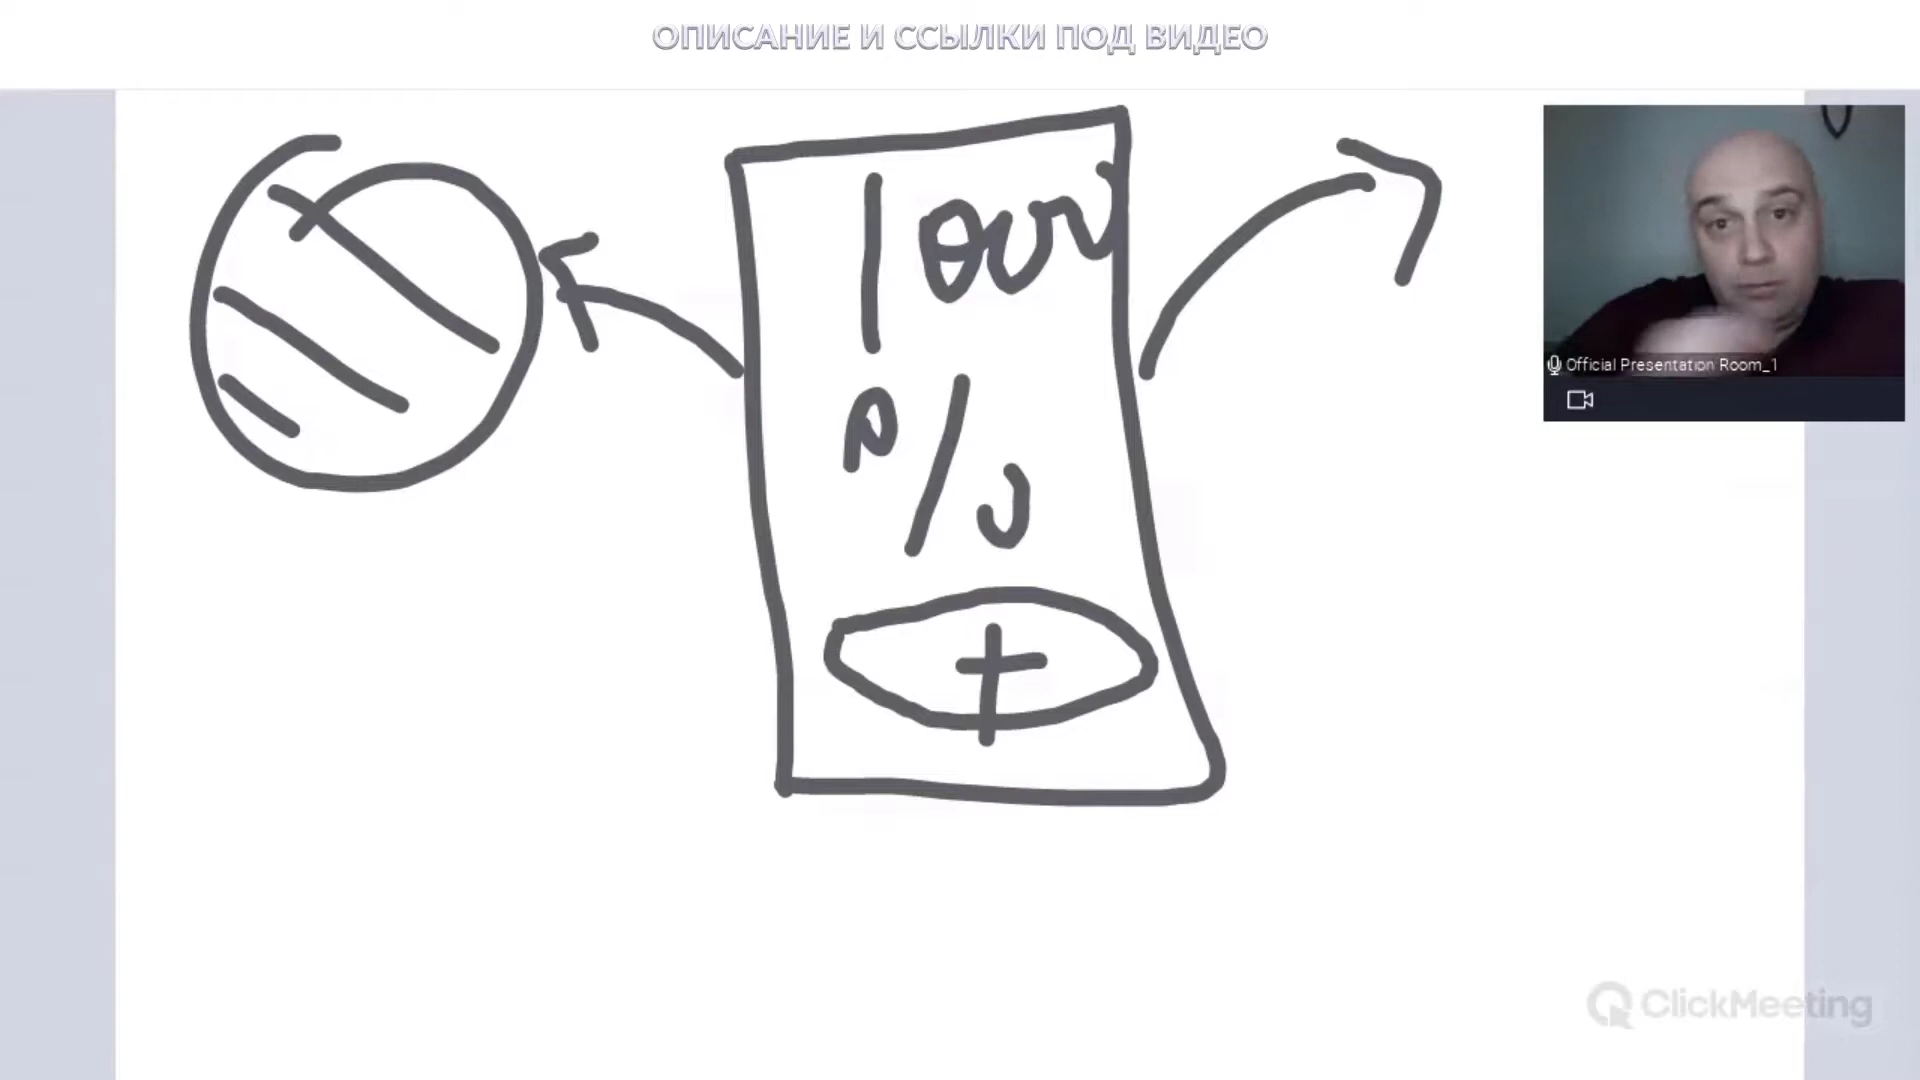 ОПИСАНИЕ И ССЫЛКИ ПОД ВИДЕО
1000
%
+
Official Presentation Room_1
ClickMeeting